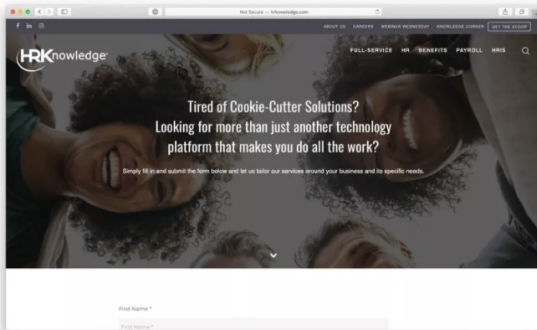 Not Secure — hrknowledge.com
ABOUT US CAREERS WEBINAR WEDNESDAY KNOWLEDGE CORNER GET THE SCOOP
HRKnowledge
FULL-SERVICE HR BENEFITS PAYROLL HRIS
Tired of Cookie-Cutter Solutions?
Looking for more than just another technology
platform that makes you do all the work?
Simply fill in and submit the form below and let us tailor our services around your business and its specific needs.
First Name *
First Name *